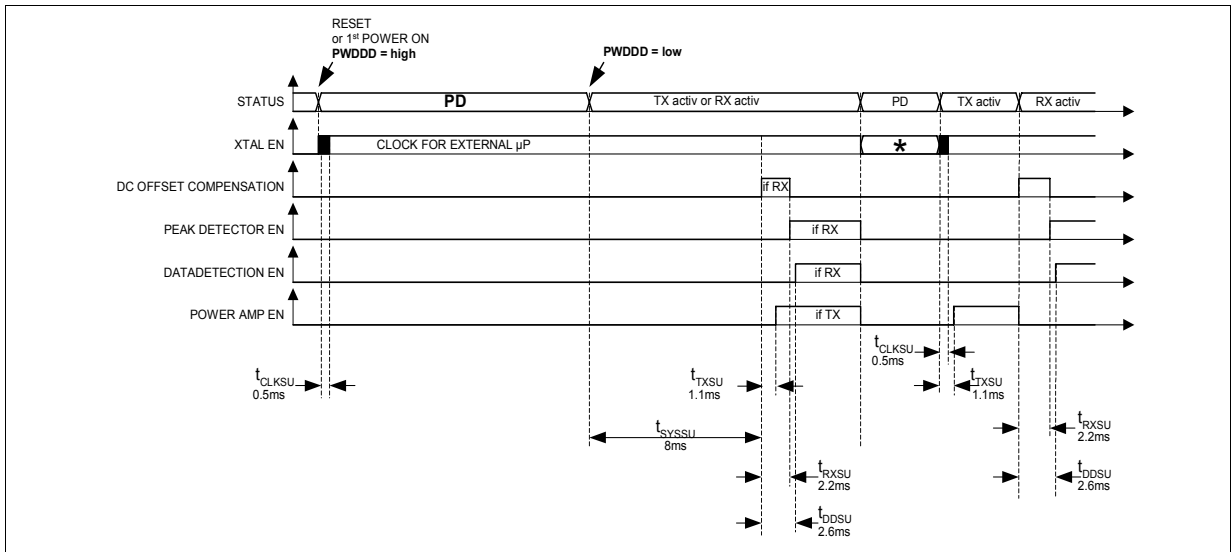 RESET
or 1st POWER ON
PWDDD = high
PWDDD = low
STATUS
PD
TX activ or RX activ
PD
TX activ
RX activ
XTAL EN
CLOCK FOR EXTERNAL µP
*
DC OFFSET COMPENSATION
if RX
PEAK DETECTOR EN
if RX
DATADETECTION EN
if RX
POWER AMP EN
if TX
tCLKSU
0.5ms
tTXSU
1.1ms
tCLKSU
0.5ms
tTXSU
1.1ms
tSYSSU
8ms
tRXSU
2.2ms
tRXSU
2.2ms
tDDSU
2.6ms
tDDSU
2.6ms